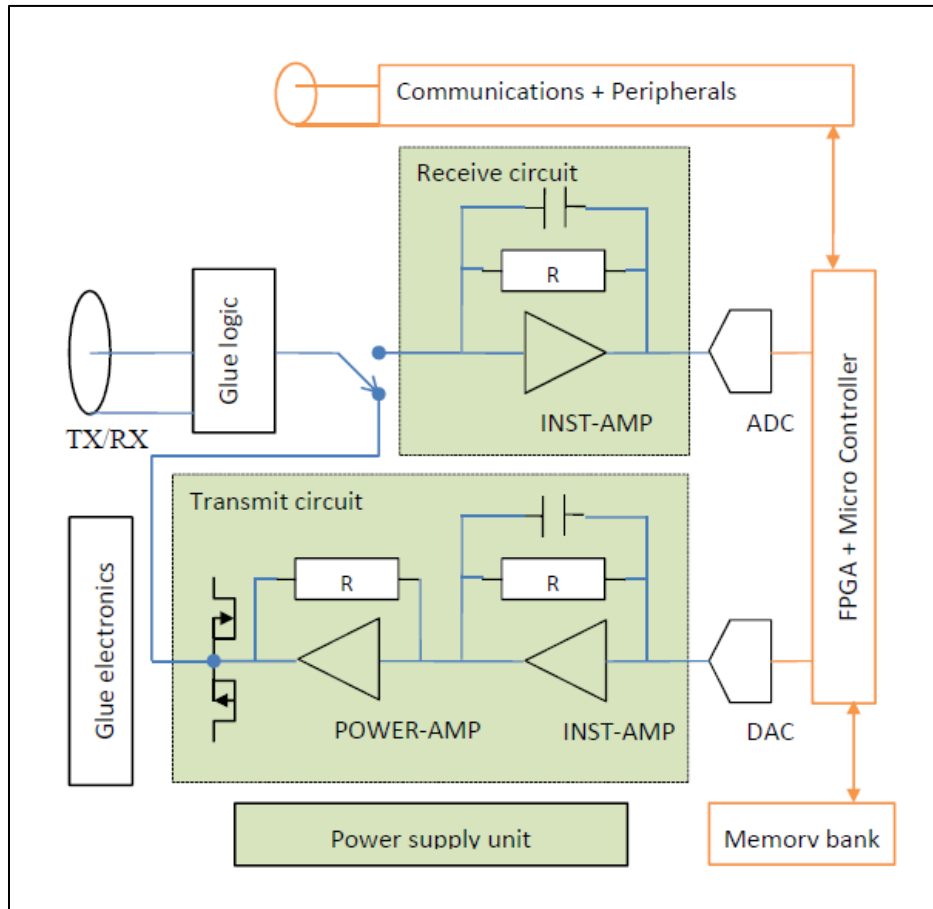 Communications + Peripherals
Receive circuit
R
INST-AMP
ADC
Glue logic
TX/RX
FPGA + Micro Controller
Transmit circuit
R
R
POWER-AMP
INST-AMP
DAC
Glue electronics
Power supply unit
Memory bank